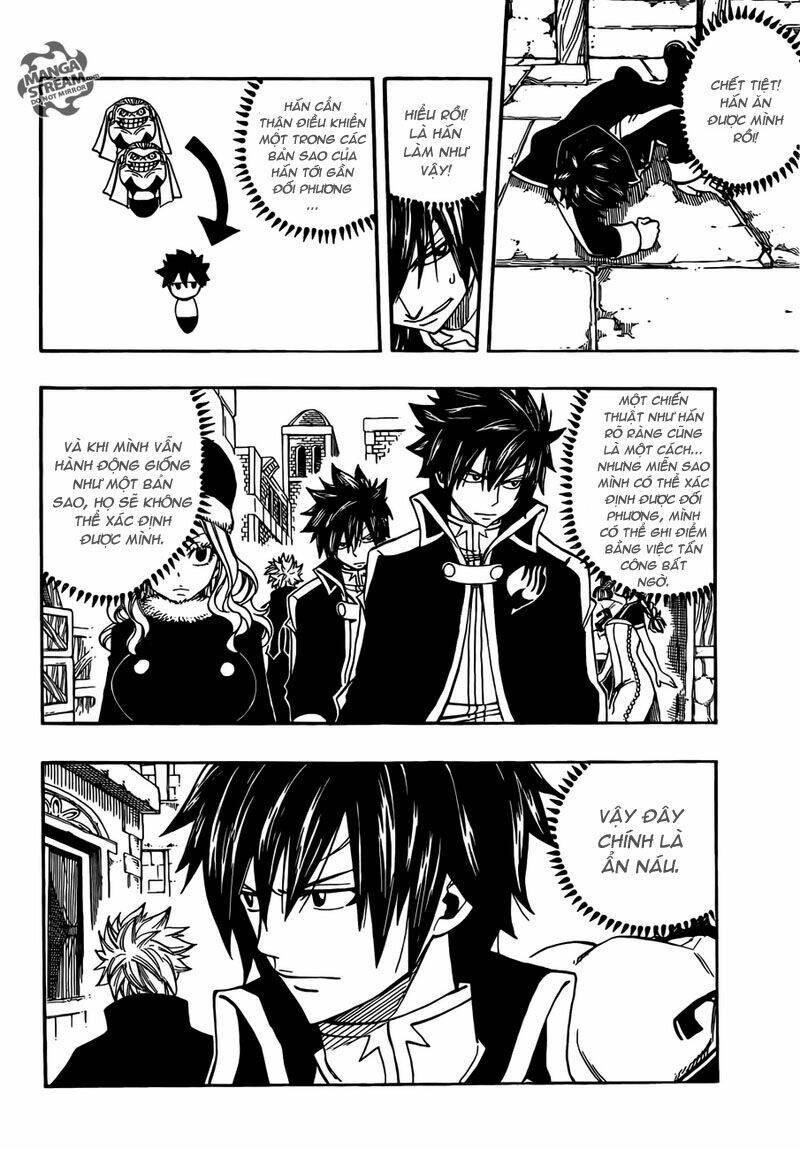 MANGA
STREAM.com
DO NOT MIRROR
CHẾT TIỆT!
HẮN ĂN
ĐƯỢC MÌNH
RỒI!
HIỂU RỒI!
LÀ HẮN
LÀM NHƯ
VẬY!
HẮN CẨN
THẬN ĐIỀU KHIỂN
MỘT TRONG CÁC
BẢN SAO CỦA
HẮN TỚI GẦN
ĐỐI PHƯƠNG
...
MỘT CHIẾN
THUẬT NHƯ HẮN
RÕ RÀNG CŨNG
LÀ MỘT CÁCH...
NHƯNG MIỄN SAO
MÌNH CÓ THỂ XÁC
ĐỊNH ĐƯỢC ĐỐI
PHƯƠNG, MÌNH
CÓ THỂ GHI ĐIỂM
BẰNG VIỆC TẤN
CÔNG BẤT
NGỜ.
VÀ KHI MÌNH VẪN
HÀNH ĐỘNG GIỐNG
NHƯ MỘT BẢN
SAO, HỌ SẼ KHÔNG
THỂ XÁC ĐỊNH
ĐƯỢC MÌNH.
VẬY ĐÂY
CHÍNH LÀ
ẨN NÁU.